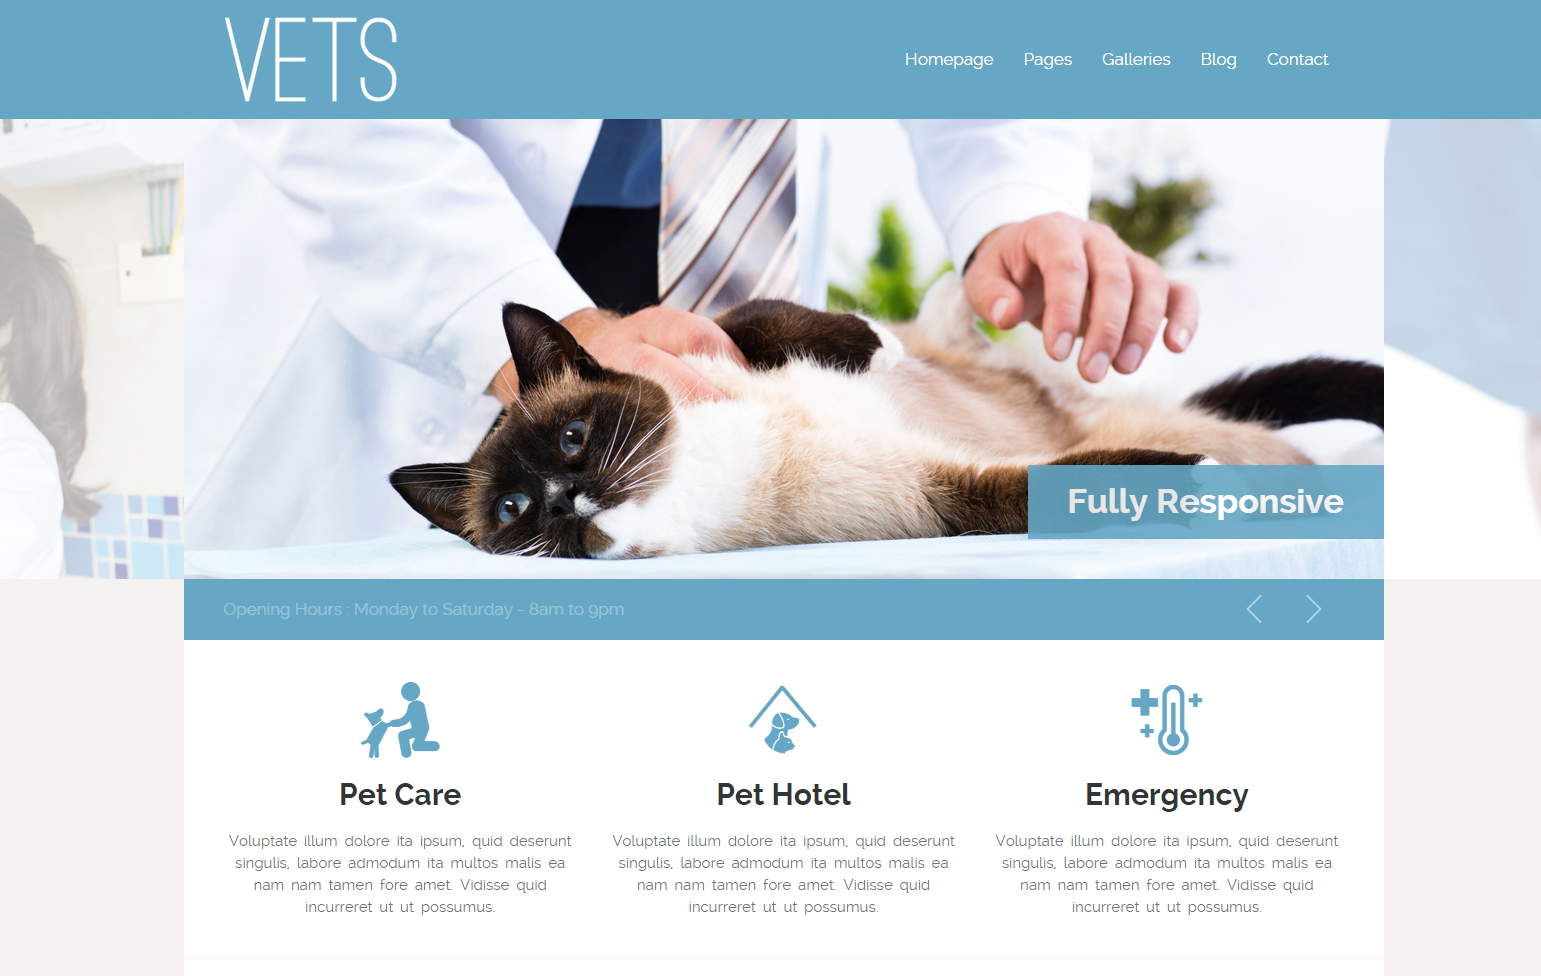 VETS
Homepage Pages Galleries Blog Contact
Fully Responsive
Opening Hours : Monday to Saturday - 8am to 9pm
Pet Care
Voluptate illum dolore ita ipsum, quid deserunt
singulis, labore admodum ita multos malis ea
nam nam tamen fore amet. Vidisse quid
incurreret ut ut possumus.
Pet Hotel
Voluptate illum dolore ita ipsum, quid deserunt
singulis, labore admodum ita multos malis ea
nam nam tamen fore amet. Vidisse quid
incurreret ut ut possumus.
Emergency
Voluptate illum dolore ita ipsum, quid deserunt
singulis, labore admodum ita multos malis ea
nam nam tamen fore amet. Vidisse quid
incurreret ut ut possumus.